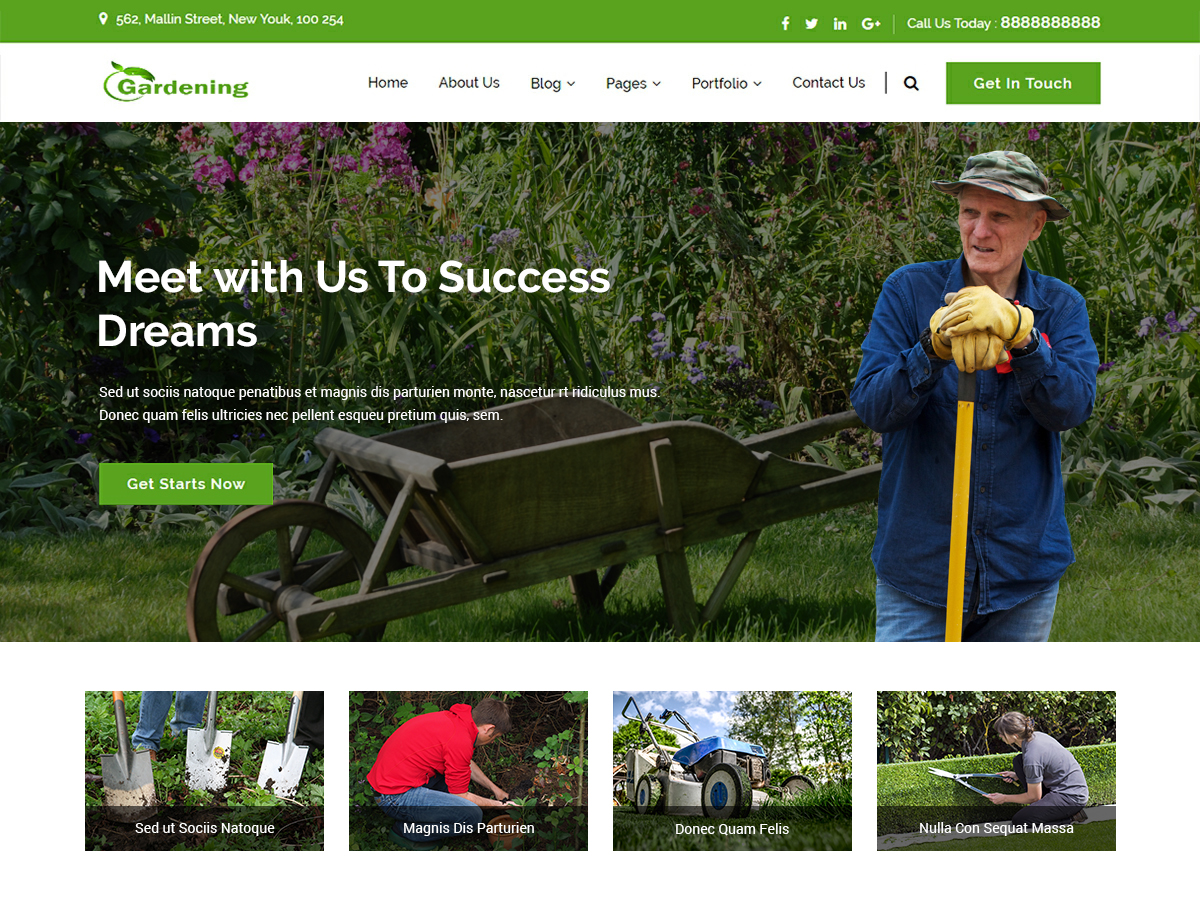 562, Mallin Street, New Youk, 100 254
Call Us Today : 8888888888
Gardening
Home
About Us
Blog
Pages
Portfolio
Contact Us
Get In Touch
Meet with Us To Success
Dreams
Sed ut sociis natoque penatibus et magnis dis parturien monte, nascetur rt ridiculus mus.
Donec quam felis ultricies nec pellent esqueu pretium quis, sem.
Get Starts Now
Sed ut Sociis Natoque
Magnis Dis Parturien
Donec Quam Felis
Nulla Con Sequat Massa